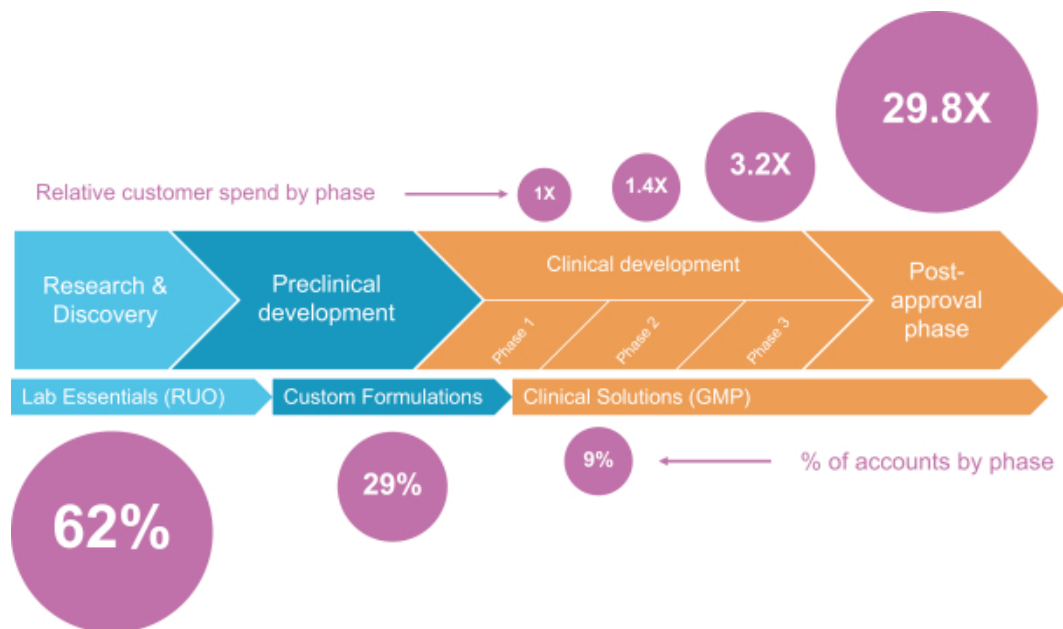 29.8X
3.2X
1.4X
1X
Relative customer spend by phase
Research &
Discovery
Preclinical
development
Clinical development
Phase 1
Phase 2
Phase 3
Post-
approval
phase
Lab Essentials (RUO)
Custom Formulations
Clinical Solutions (GMP)
62%
29%
9%
% of accounts by phase